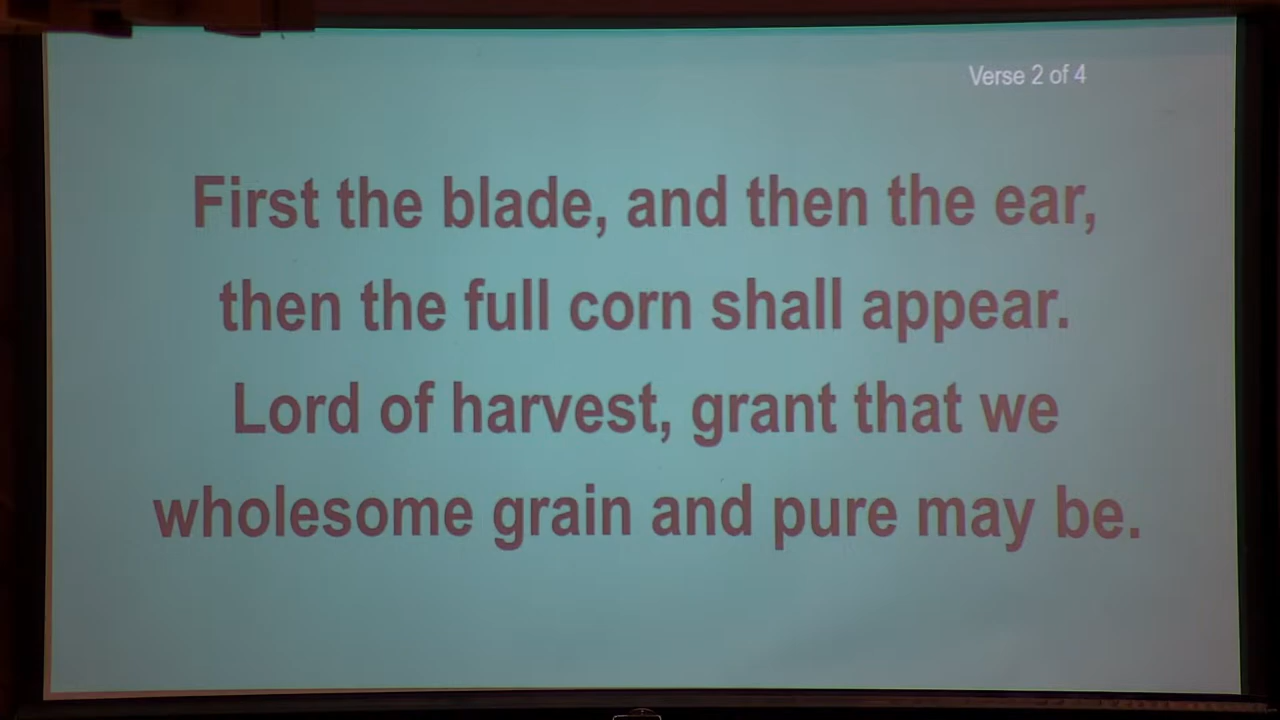 Verse 2 of 4
First the blade, and then the ear,
then the full corn shall appear.
Lord of harvest, grant that we
wholesome grain and pure may be.